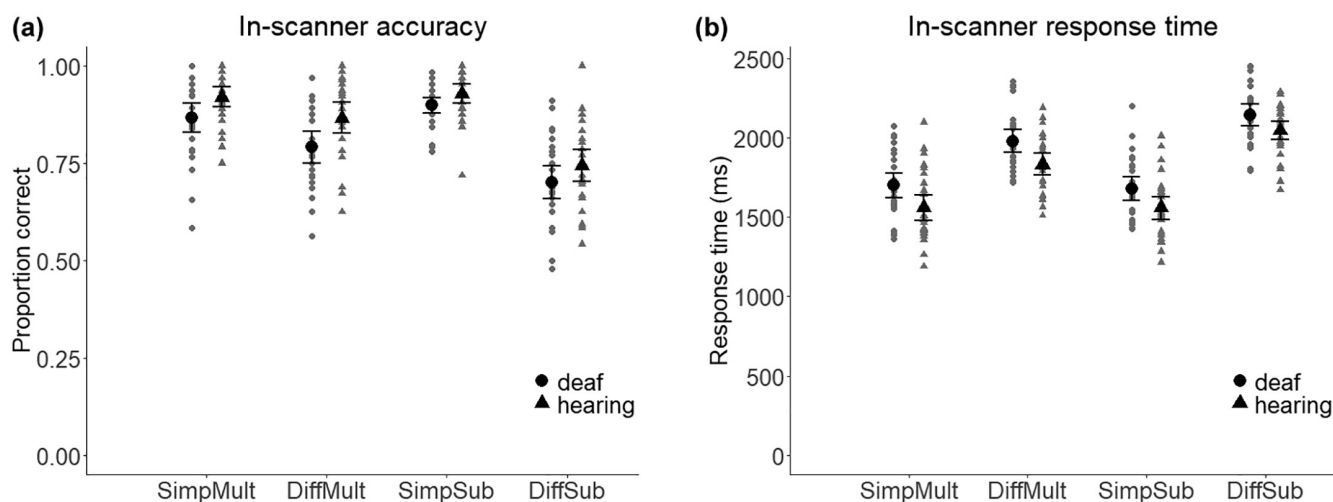 (a) In-scanner accuracy
Proportion correct
1.00
0.75
0.50
0.25
0.00
deaf
hearing
SimpMult DiffMult SimpSub DiffSub
(b) In-scanner response time
Response time (ms)
2500
2000
1500
1000
500
0
deaf
hearing
SimpMult DiffMult SimpSub DiffSub